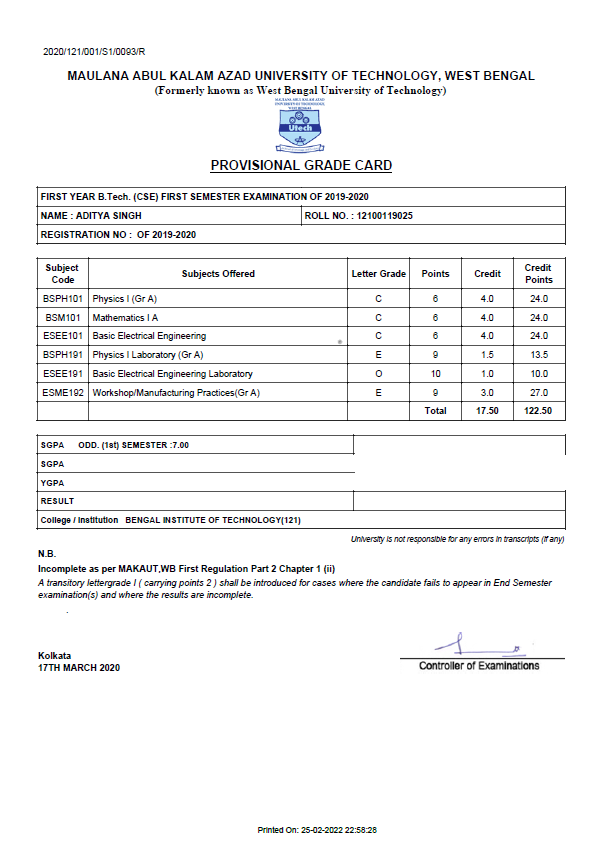 2020/121/001/S1/0093/R
MAULANA ABUL KALAM AZAD UNIVERSITY OF TECHNOLOGY, WEST BENGAL
(Formerly known as West Bengal University of Technology)
MAULANA ABUL KALAM AZAD
UNIVERSITY OF TECHNOLOGY,
WEST BENGAL
Utech
PROVISIONAL GRADE CARD
FIRST YEAR B.Tech. (CSE) FIRST SEMESTER EXAMINATION OF 2019-2020
NAME : ADITYA SINGH ROLL NO. : 12100119025
REGISTRATION NO : OF 2019-2020
Subject Code Subjects Offered Letter Grade Points Credit Credit Points
BSPH101 Physics I (Gr A) C 6 4.0 24.0
BSM101 Mathematics I A C 6 4.0 24.0
ESEE101 Basic Electrical Engineering C 6 4.0 24.0
BSPH191 Physics I Laboratory (Gr A) E 9 1.5 13.5
ESEE191 Basic Electrical Engineering Laboratory O 10 1.0 10.0
ESME192 Workshop/Manufacturing Practices(Gr A) E 9 3.0 27.0
Total 17.50 122.50
SGPA ODD. (1st) SEMESTER :7.00
SGPA
YGPA
RESULT
College / Institution BENGAL INSTITUTE OF TECHNOLOGY(121)
University is not responsible for any errors in transcripts (if any)
N.B.
Incomplete as per MAKAUT,WB First Regulation Part 2 Chapter 1 (ii)
A transitory lettergrade I ( carrying points 2 ) shall be introduced for cases where the candidate fails to appear in End Semester
examination(s) and where the results are incomplete.
.
Kolkata
17TH MARCH 2020
Controller of Examinations
Printed On: 25-02-2022 22:58:28